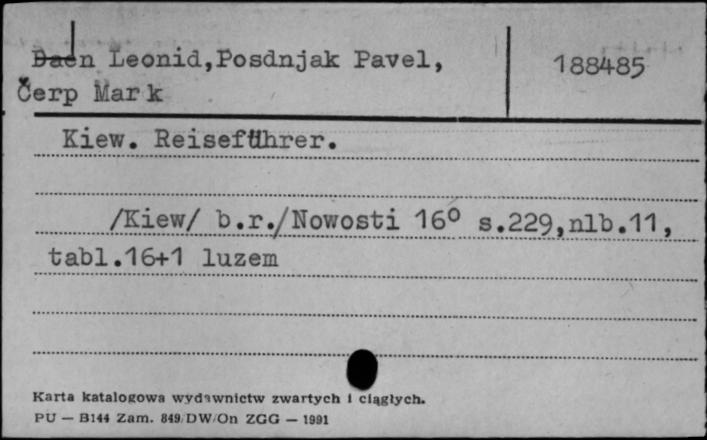 Daen Leonid,Posdnjak Pavel,
188485
Čerp Mark
Kiew. Reiseführer.
/Kiew/ b.r./Nowosti 16° s.229,nlb.11,
tabl.16+1 luzem
Karta katalogowa wydawnictw zwartych i ciągłych.
PU — B144 Zam. 849/DW/On ZGG — 1991